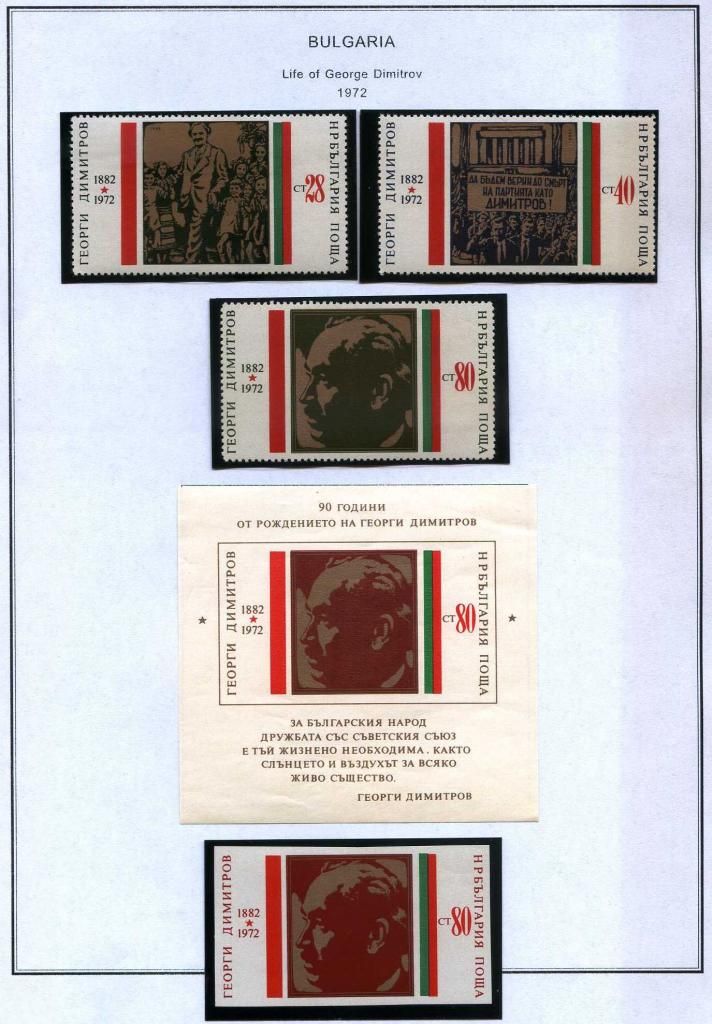 BULGARIA
Life of George Dimitrov
1972
ГЕОРГИ ДИМИТРОВ
1882
1972
СТ 28
НРБЪЛГАРИЯ ПОЩА
ГЕОРГИ ДИМИТРОВ
1882
1972
ДА БЪДЕМ ВЕРНИ ДО СМЪРТ
НА ПАРТИЯТА КАТО
ДИМИТРОВ!
СТ 40
НРБЪЛГАРИЯ ПОЩА
ГЕОРГИ ДИМИТРОВ
1882
1972
СТ 80
НРБЪЛГАРИЯ ПОЩА
90 ГОДИНИ
ОТ РОЖДЕНИЕТО НА ГЕОРГИ ДИМИТРОВ
ГЕОРГИ ДИМИТРОВ
1882
1972
СТ 80
НРБЪЛГАРИЯ ПОЩА
ЗА БЪЛГАРСКИЯ НАРОД
ДРУЖБАТА СЪС СЪВЕТСКИЯ СЪЮЗ
Е ТЪЙ ЖИЗНЕНО НЕОБХОДИМА, КАКТО
СЛЪНЦЕТО И ВЪЗДУХЪТ ЗА ВСЯКО
ЖИВО СЪЩЕСТВО.
ГЕОРГИ ДИМИТРОВ
ГЕОРГИ ДИМИТРОВ
1882
1972
СТ 80
НРБЪЛГАРИЯ ПОЩА